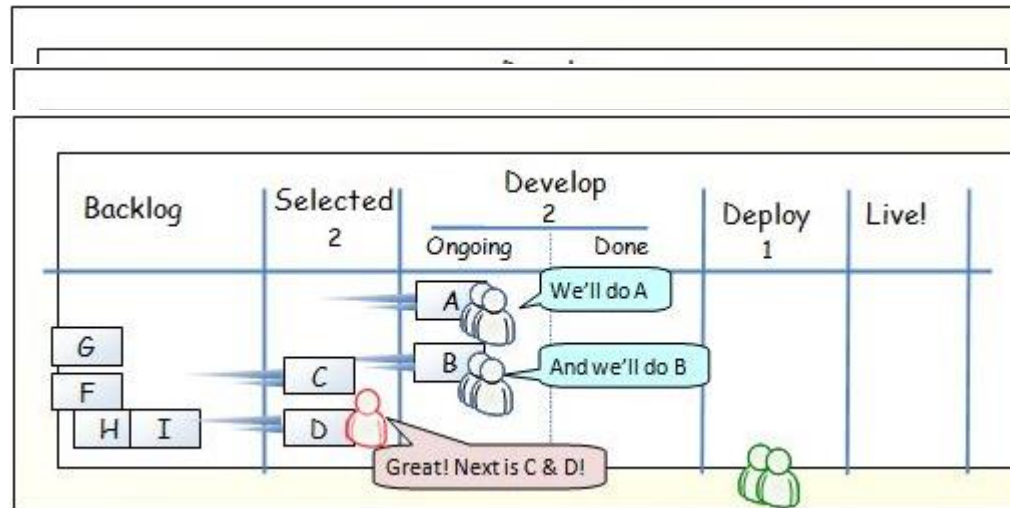 Backlog
Selected
2
Develop
2
Ongoing Done
Deploy
1
Live!
A
We'll do A
G
B
And we'll do B
C
F
H I
D
Great! Next is C & D!